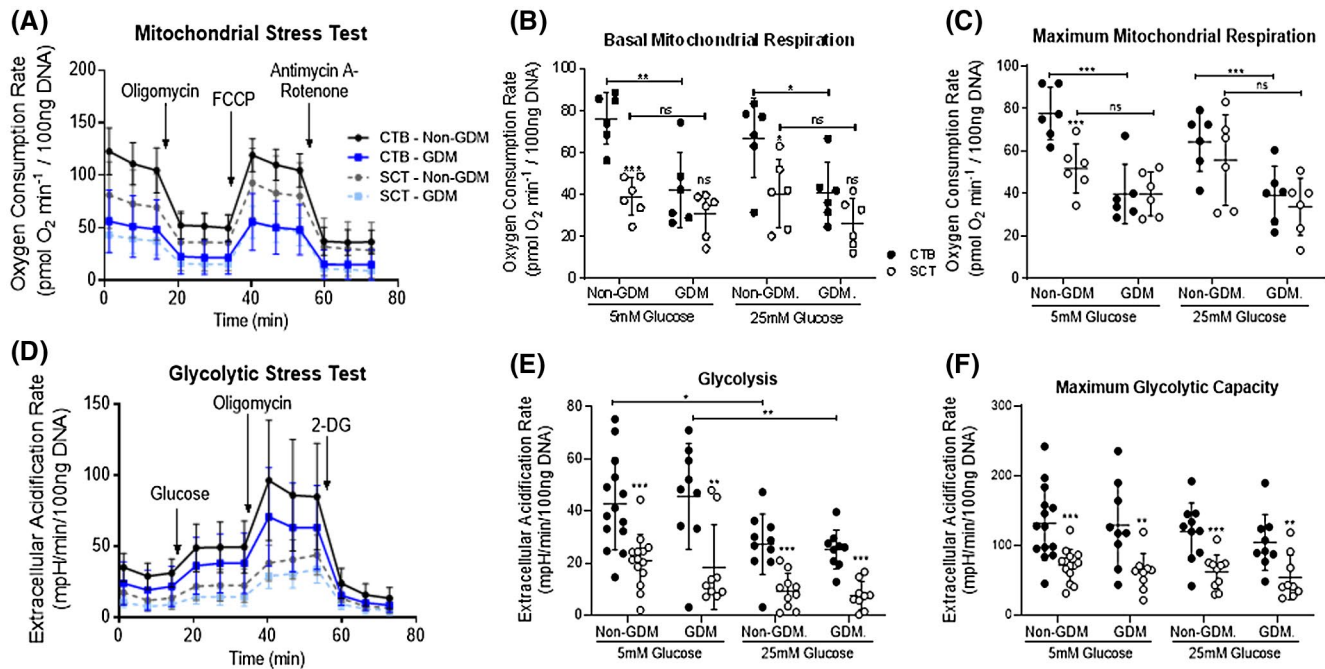 (A)
Mitochondrial Stress Test
Oxygen Consumption Rate
(pmol O₂ min⁻¹ / 100ng DNA)
200
150
100
50
0
Oligomycin
FCCP
Antimycin A-
Rotenone
CTB - Non-GDM
CTB - GDM
SCT - Non-GDM
SCT - GDM
0 20 40 60 80
Time (min)
(B)
Basal Mitochondrial Respiration
Oxygen Consumption Rate
(pmol O₂ min⁻¹ / 100ng DNA)
100
80
60
40
20
0
**
ns
***
ns
*
ns
*
ns
CTB
SCT
Non-GDM GDM Non-GDM. GDM.
5mM Glucose 25mM Glucose
(C)
Maximum Mitochondrial Respiration
Oxygen Consumption Rate
(pmol O₂ min⁻¹ / 100ng DNA)
100
80
60
40
20
0
***
ns
***
***
ns
Non-GDM GDM Non-GDM. GDM.
5mM Glucose 25mM Glucose
(D)
Glycolytic Stress Test
Extracellular Acidification Rate
(mpH/min/100ng DNA)
150
100
50
0
Glucose
Oligomycin
2-DG
0 20 40 60 80
Time (min)
(E)
Glycolysis
Extracellular Acidification Rate
(mpH/min/100ng DNA)
80
60
40
20
0
*
**
***
**
***
***
Non-GDM GDM Non-GDM. GDM.
5mM Glucose 25mM Glucose
(F)
Maximum Glycolytic Capacity
Extracellular Acidification Rate
(mpH/min/100ng DNA)
300
200
100
0
***
**
***
**
Non-GDM GDM Non-GDM. GDM.
5mM Glucose 25mM Glucose